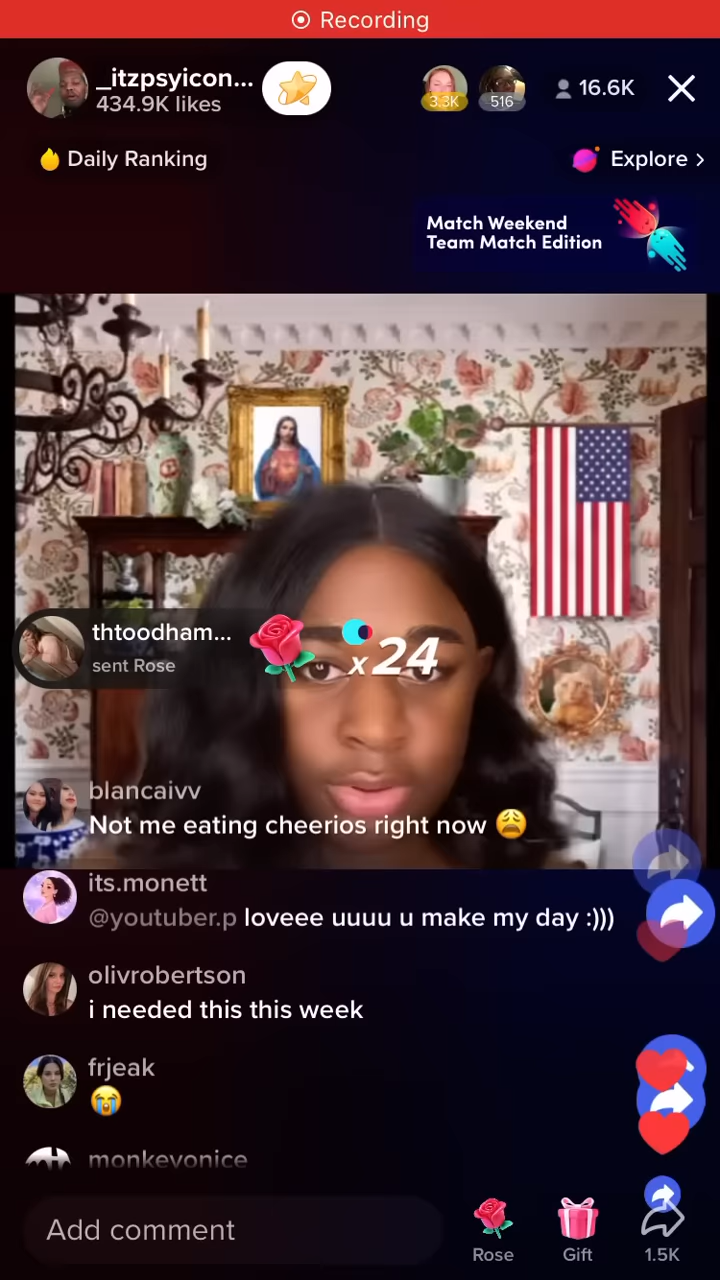 Recording
_itzpsyicon...
434.9K likes
3.3K
516
16.6K
Daily Ranking
Explore >
Match Weekend
Team Match Edition
thtoodham...
sent Rose
x24
blancaivv
Not me eating cheerios right now 😩
its.monett
@youtuber.p loveee uuuu u make my day :)))
olivrobertson
i needed this this week
frjeak
😭
monkevonice
Add comment
Rose
Gift
1.5K